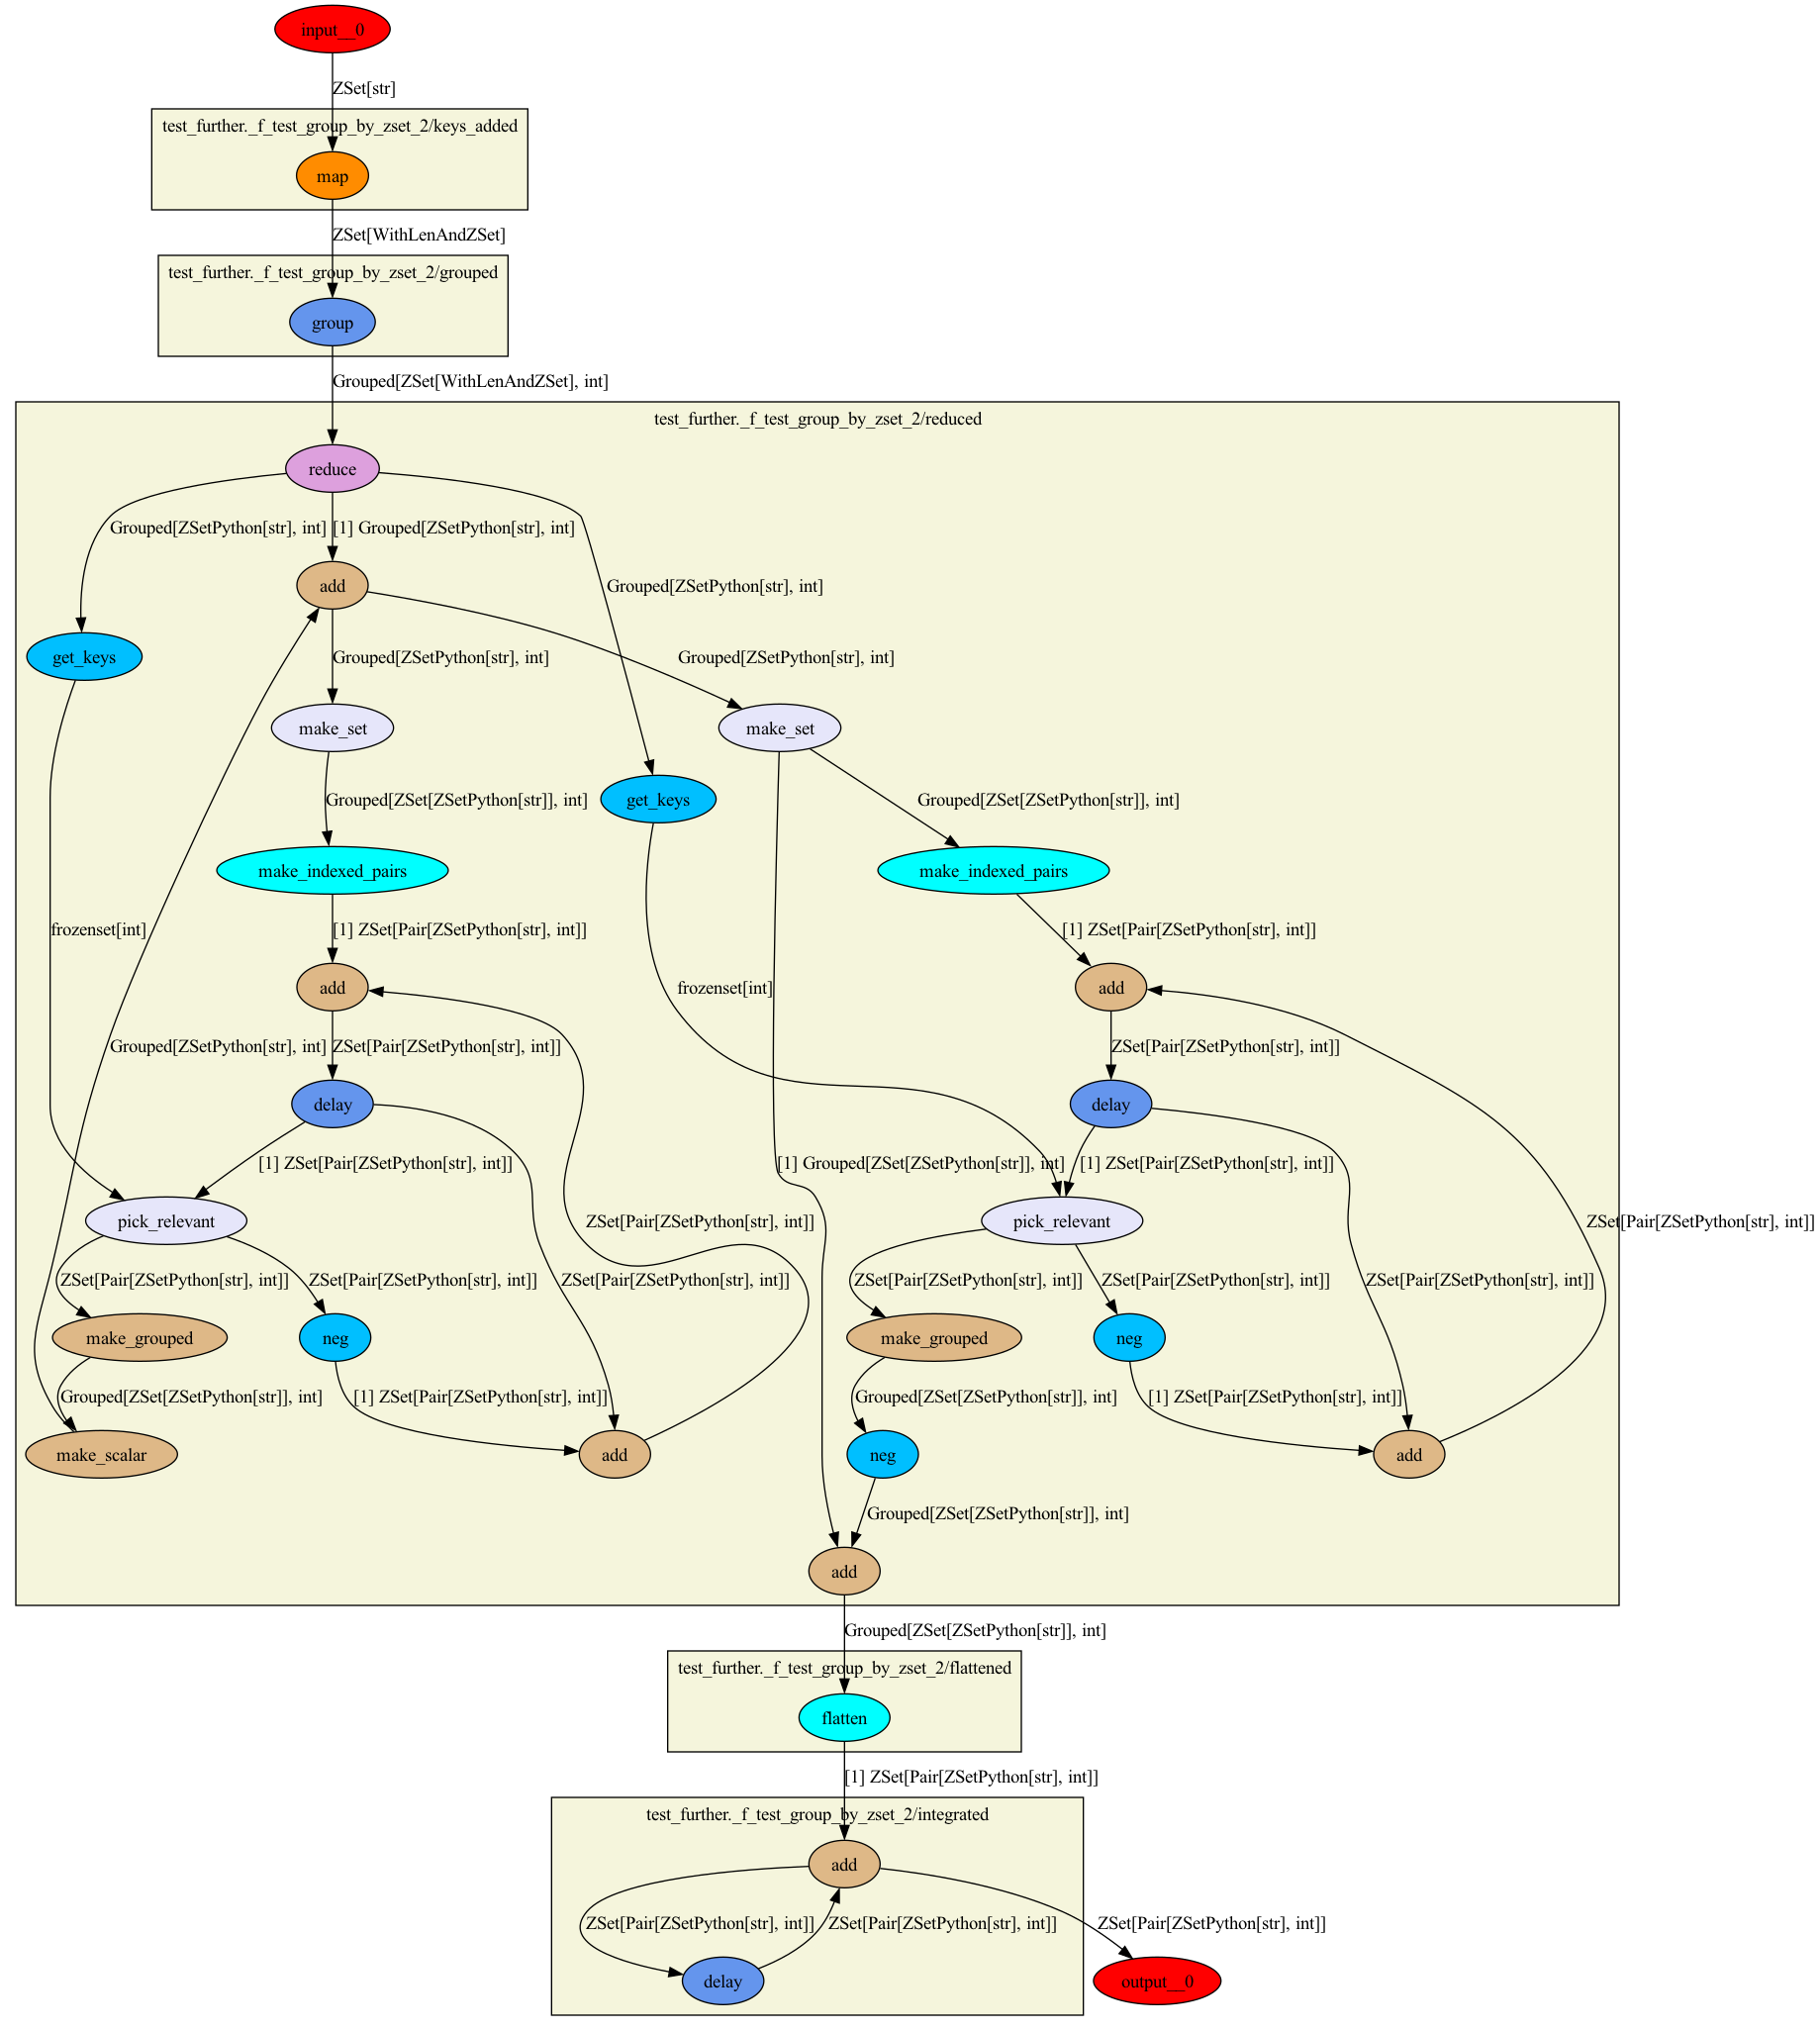 input__0
ZSet[str]
test_further._f_test_group_by_zset_2/keys_added
map
ZSet[WithLenAndZSet]
test_further._f_test_group_by_zset_2/grouped
group
Grouped[ZSet[WithLenAndZSet], int]
test_further._f_test_group_by_zset_2/reduced
reduce
Grouped[ZSetPython[str], int]
[1] Grouped[ZSetPython[str], int]
add
Grouped[ZSetPython[str], int]
get_keys
Grouped[ZSetPython[str], int]
Grouped[ZSetPython[str], int]
make_set
make_set
Grouped[ZSet[ZSetPython[str]], int]
get_keys
Grouped[ZSet[ZSetPython[str]], int]
make_indexed_pairs
make_indexed_pairs
frozenset[int]
[1] ZSet[Pair[ZSetPython[str], int]]
[1] ZSet[Pair[ZSetPython[str], int]]
add
frozenset[int]
add
Grouped[ZSetPython[str], int]
ZSet[Pair[ZSetPython[str], int]]
ZSet[Pair[ZSetPython[str], int]]
delay
delay
[1] ZSet[Pair[ZSetPython[str], int]]
[1] Grouped[ZSet[ZSetPython[str]], int]
[1] ZSet[Pair[ZSetPython[str], int]]
pick_relevant
ZSet[Pair[ZSetPython[str], int]]
pick_relevant
ZSet[Pair[ZSetPython[str], int]]
ZSet[Pair[ZSetPython[str], int]]
ZSet[Pair[ZSetPython[str], int]]
ZSet[Pair[ZSetPython[str], int]]
ZSet[Pair[ZSetPython[str], int]]
ZSet[Pair[ZSetPython[str], int]]
ZSet[Pair[ZSetPython[str], int]]
make_grouped
neg
make_grouped
neg
Grouped[ZSet[ZSetPython[str]], int]
[1] ZSet[Pair[ZSetPython[str], int]]
Grouped[ZSet[ZSetPython[str]], int]
[1] ZSet[Pair[ZSetPython[str], int]]
make_scalar
add
neg
add
Grouped[ZSet[ZSetPython[str]], int]
add
Grouped[ZSet[ZSetPython[str]], int]
test_further._f_test_group_by_zset_2/flattened
flatten
[1] ZSet[Pair[ZSetPython[str], int]]
test_further._f_test_group_by_zset_2/integrated
add
ZSet[Pair[ZSetPython[str], int]]
ZSet[Pair[ZSetPython[str], int]]
ZSet[Pair[ZSetPython[str], int]]
delay
output__0